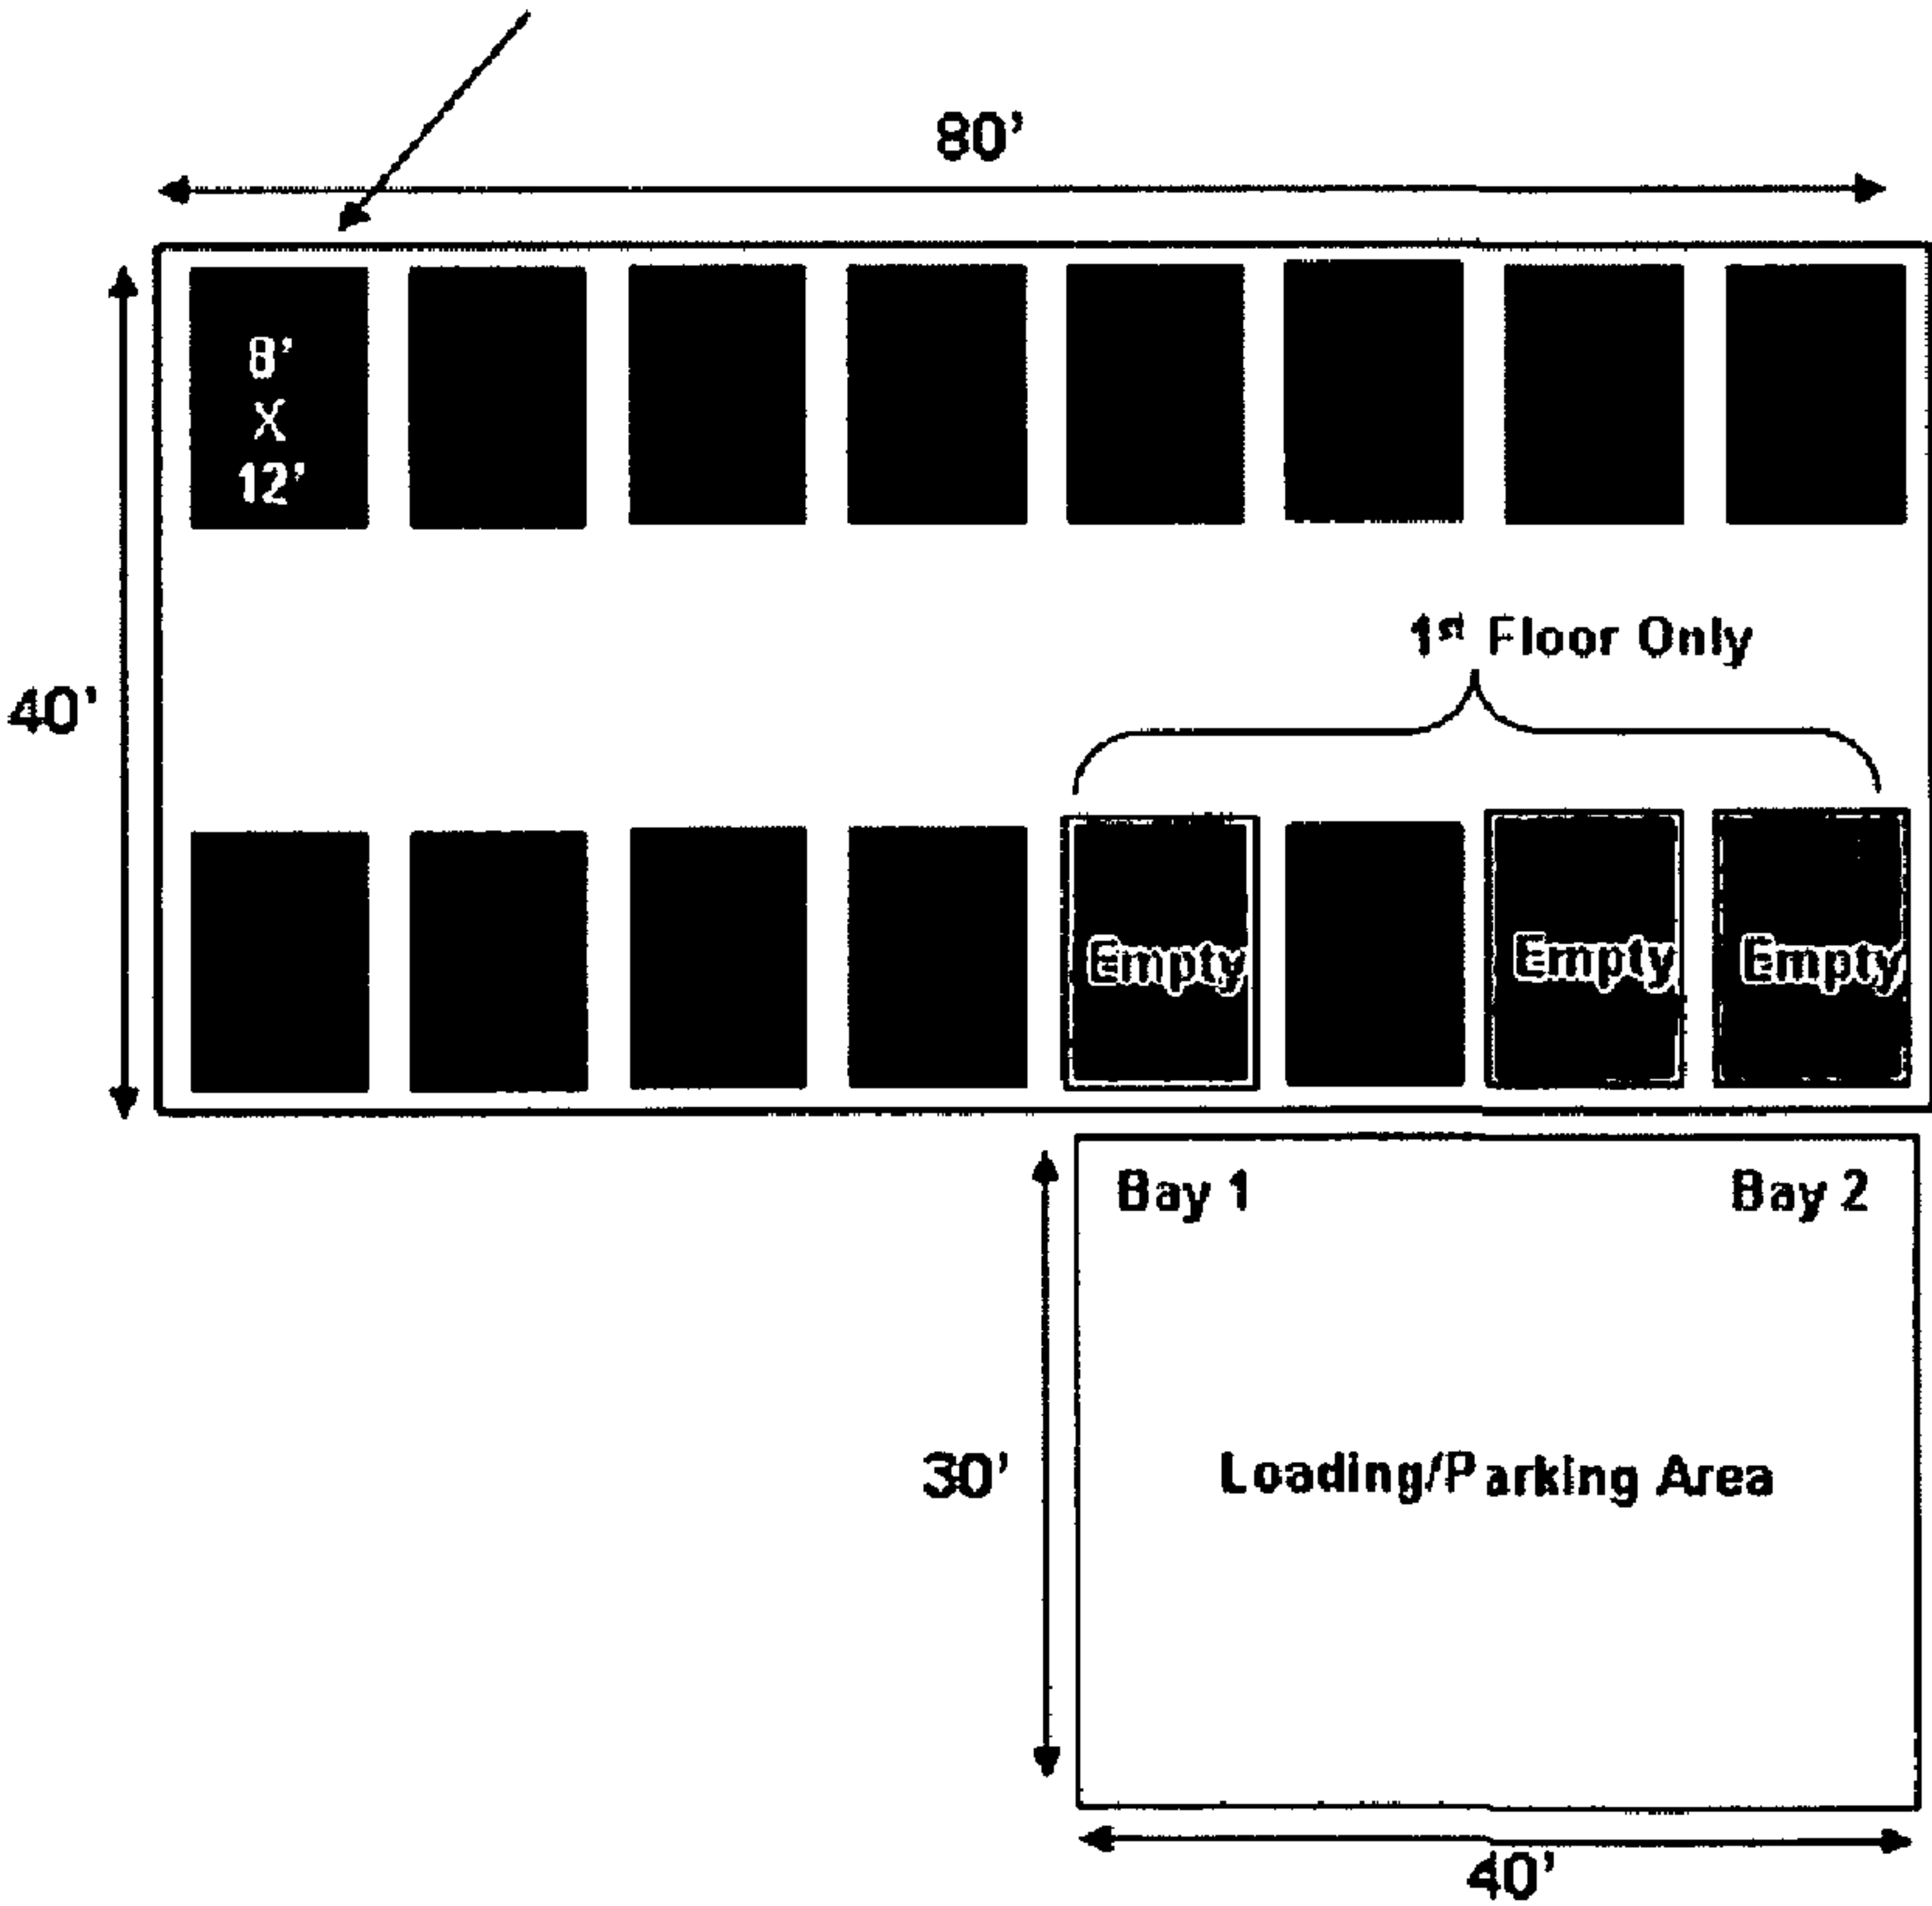 80'
8'
X
12'
1st Floor Only
40'
Empty
Empty
Empty
Bay 1
Bay 2
30'
Loading/Parking Area
40'